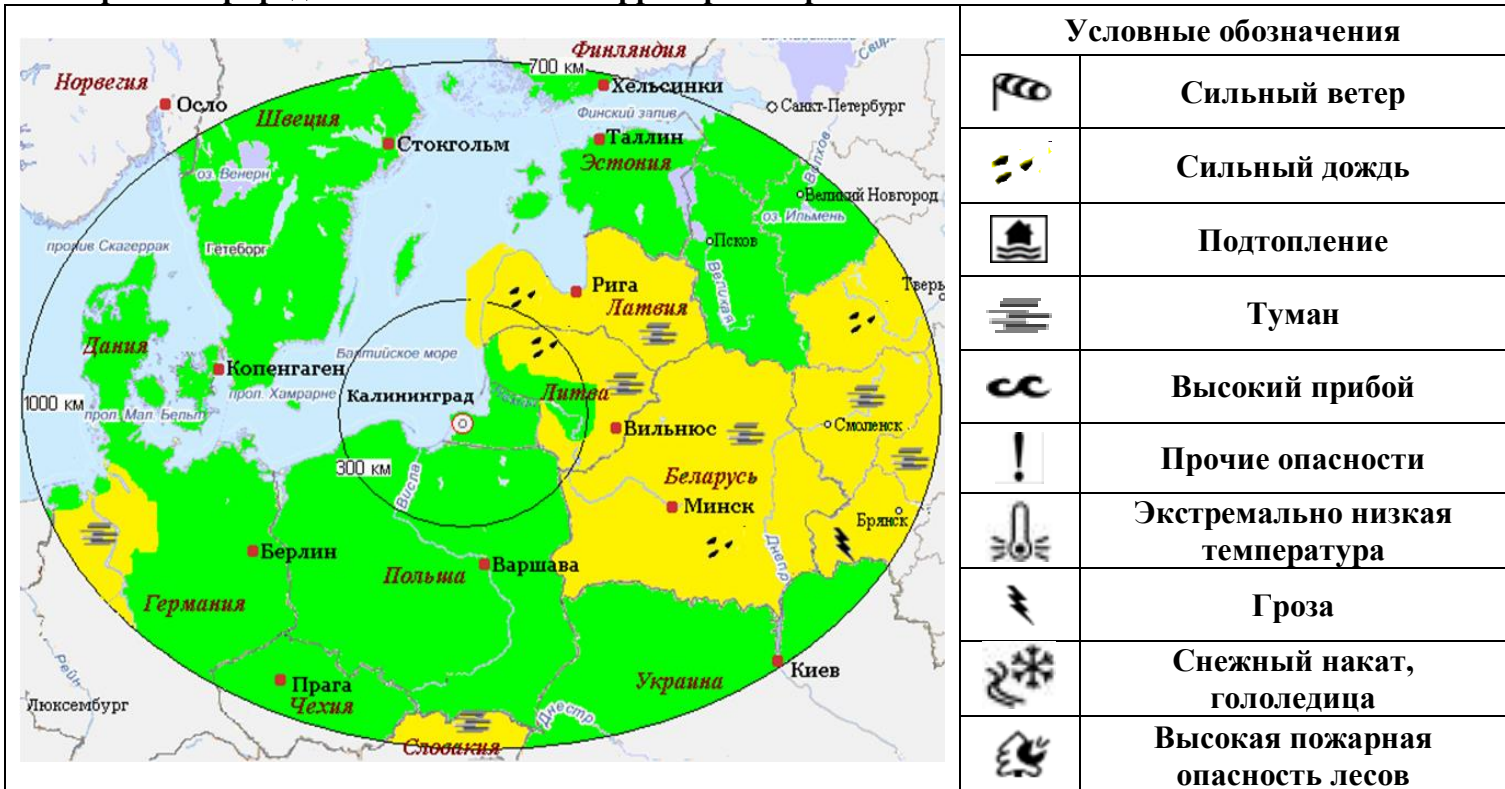 Условные обозначения
Сильный ветер
Сильный дождь
Подтопление
Туман
Высокий прибой
Прочие опасности
Экстремально низкая
температура
Гроза
Снежный накат,
гололедица
Высокая пожарная
опасность лесов
Финляндия
700 км
Хельсинки
Норвегия
Осло
Швеция
Финский залив
Санкт-Петербург
Стокгольм
Таллин
Эстония
Волхов
оз. Венерн
Великий Новгород
оз. Ильмень
пролив Скагеррак
Гетеборг
Псков
Великая
Рига
Тверь
Латвия
Дания
Балтийское море
Копенгаген
Калининград
Литва
1000 км
прол. Мал. Бельт
прол. Хамрарне
Вильнюс
Смоленск
300 км
Висла
Беларусь
Минск
Брянск
Днепр
Берлин
Польша
Варшава
Германия
Рейн
Прага
Чехия
Украина
Киев
Люксембург
Днестр
Словакия